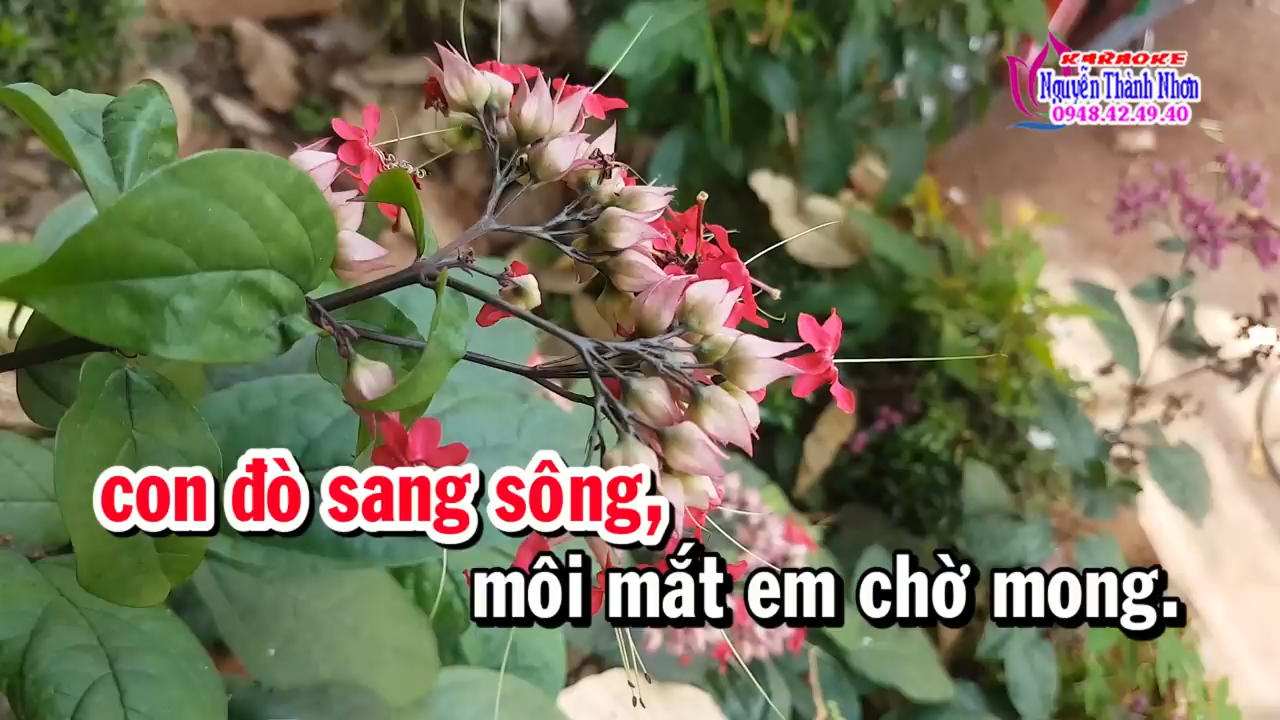 KARAOKE
Nguyễn Thành Nhơn
0948.42.49.40
con đò sang sông,
môi mắt em chờ mong.